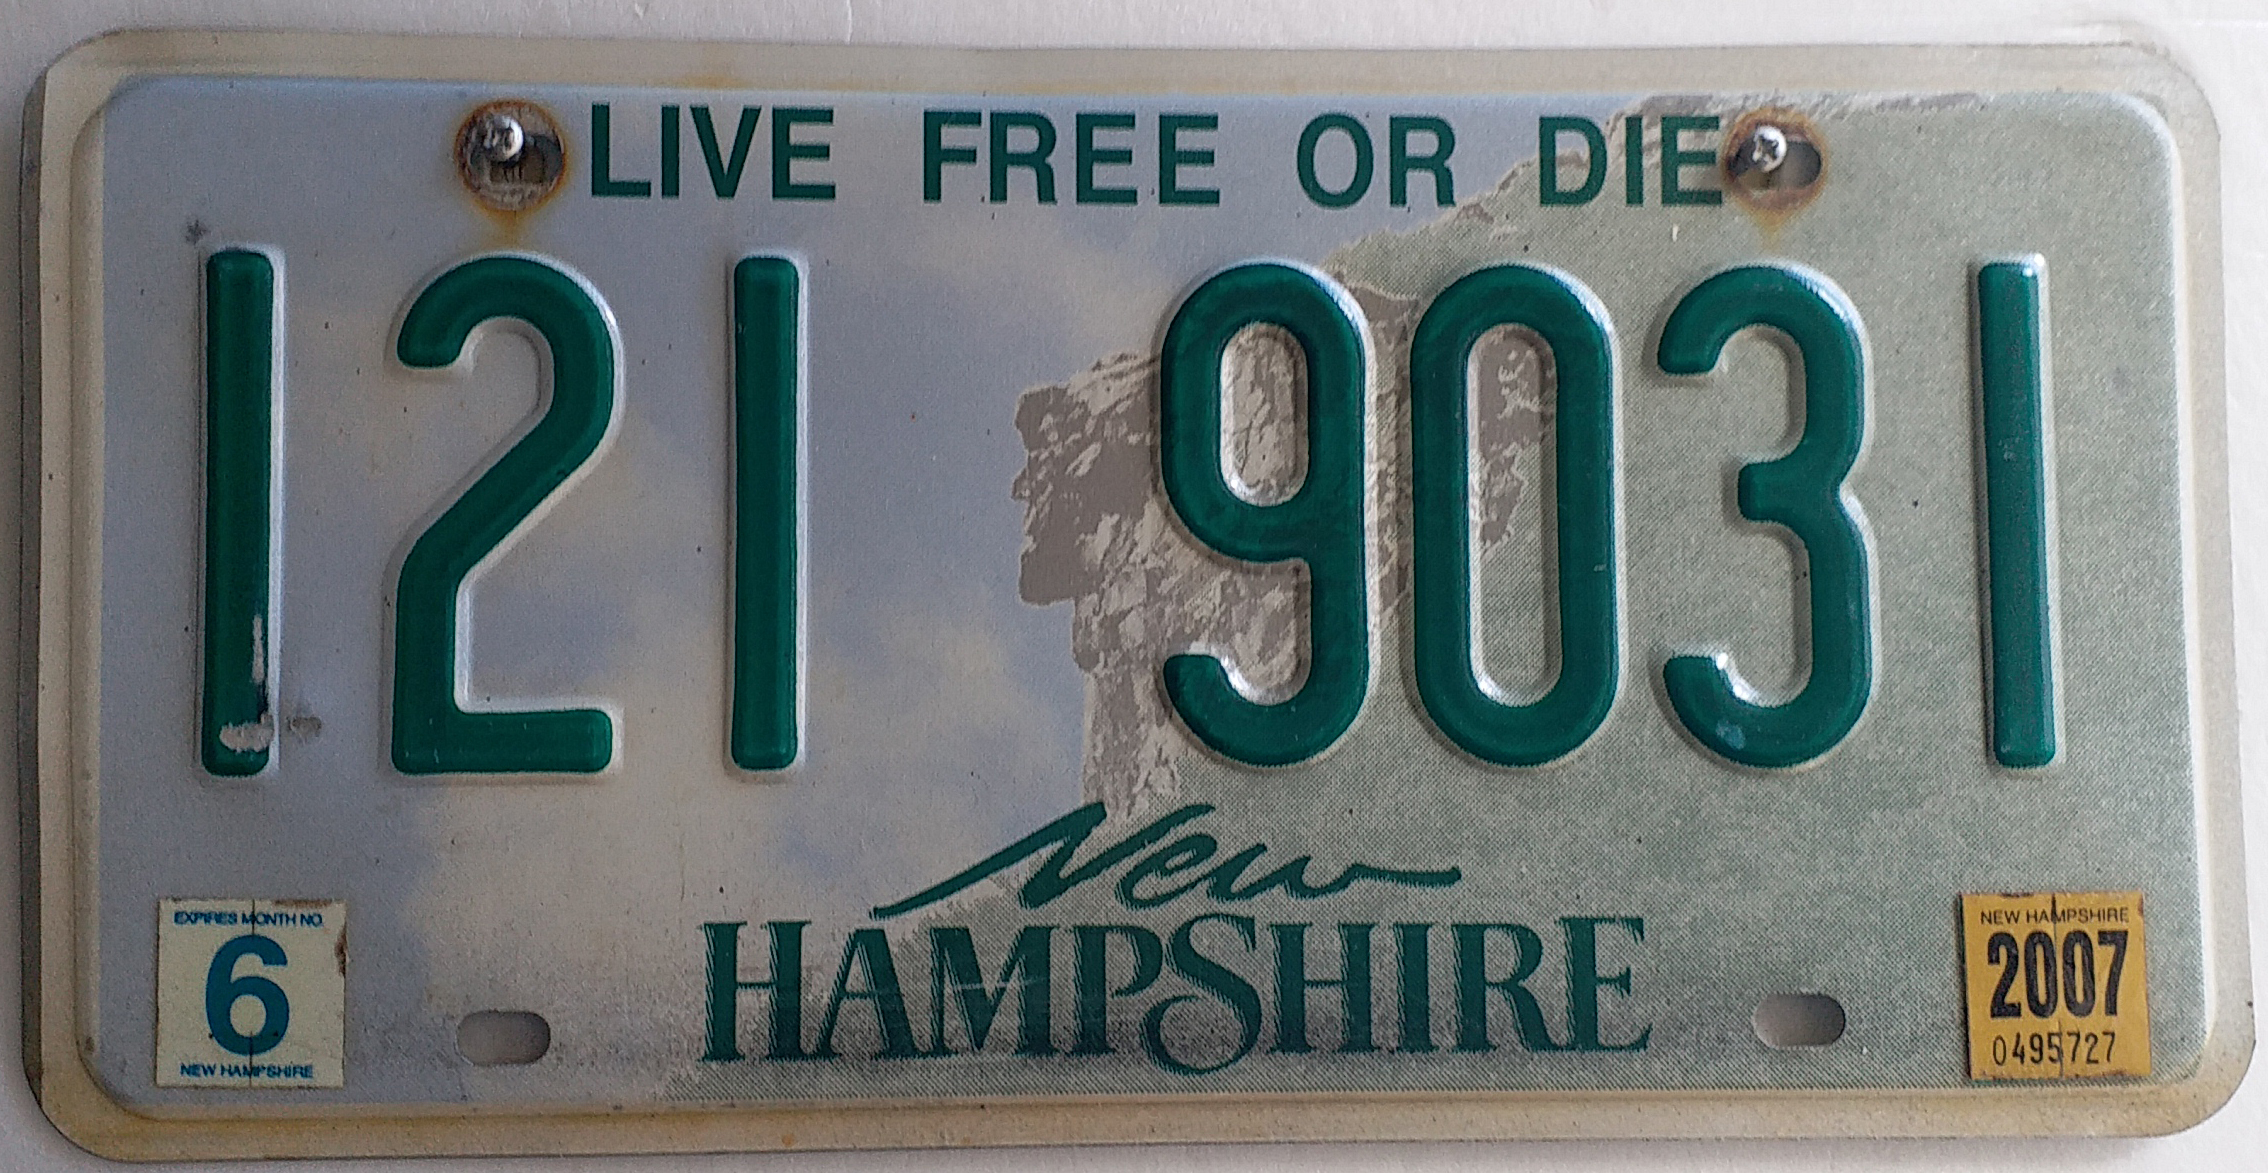 LIVE FREE OR DIE
121 9031
New
HAMPSHIRE
EXPIRES MONTH NO.
6
NEW HAMPSHIRE
NEW HAMPSHIRE
2007
0495727